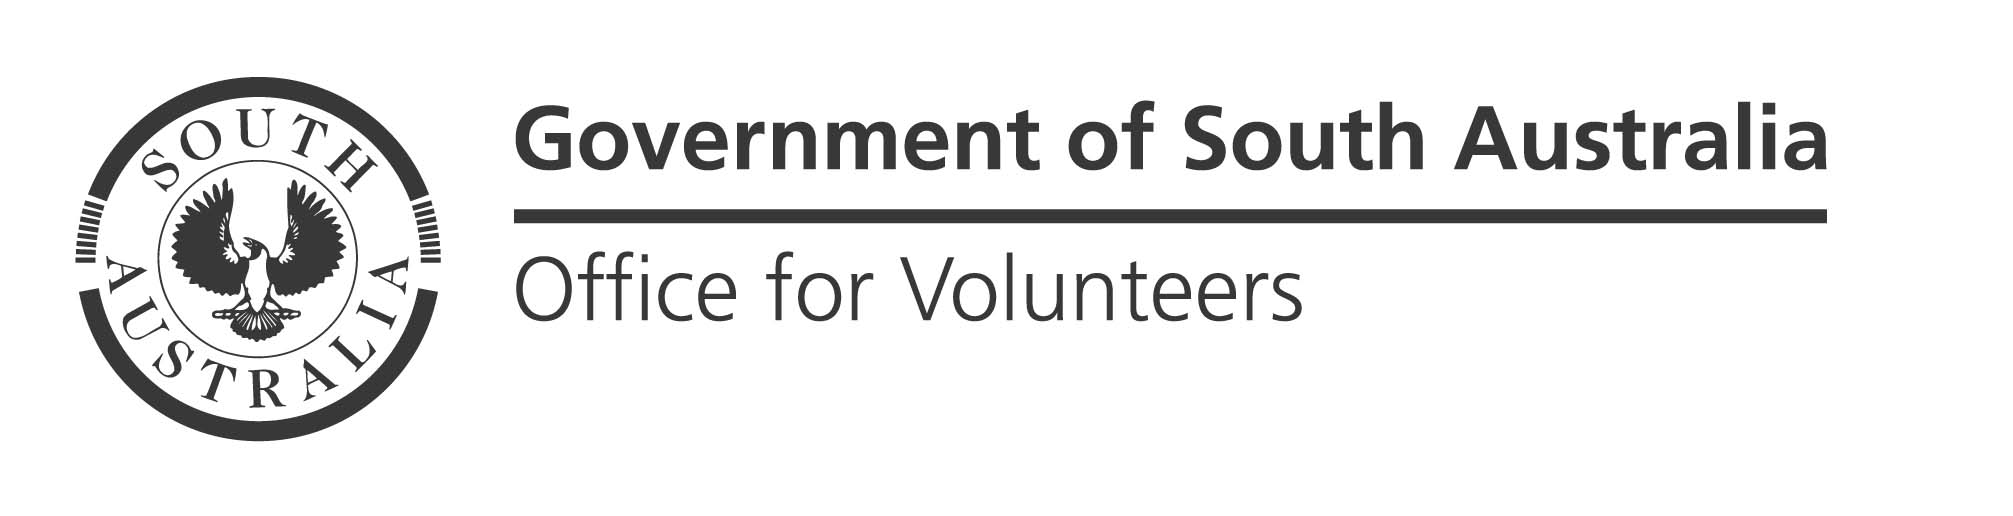 SOUTH
AUSTRALIA
Government of South Australia
Office for Volunteers